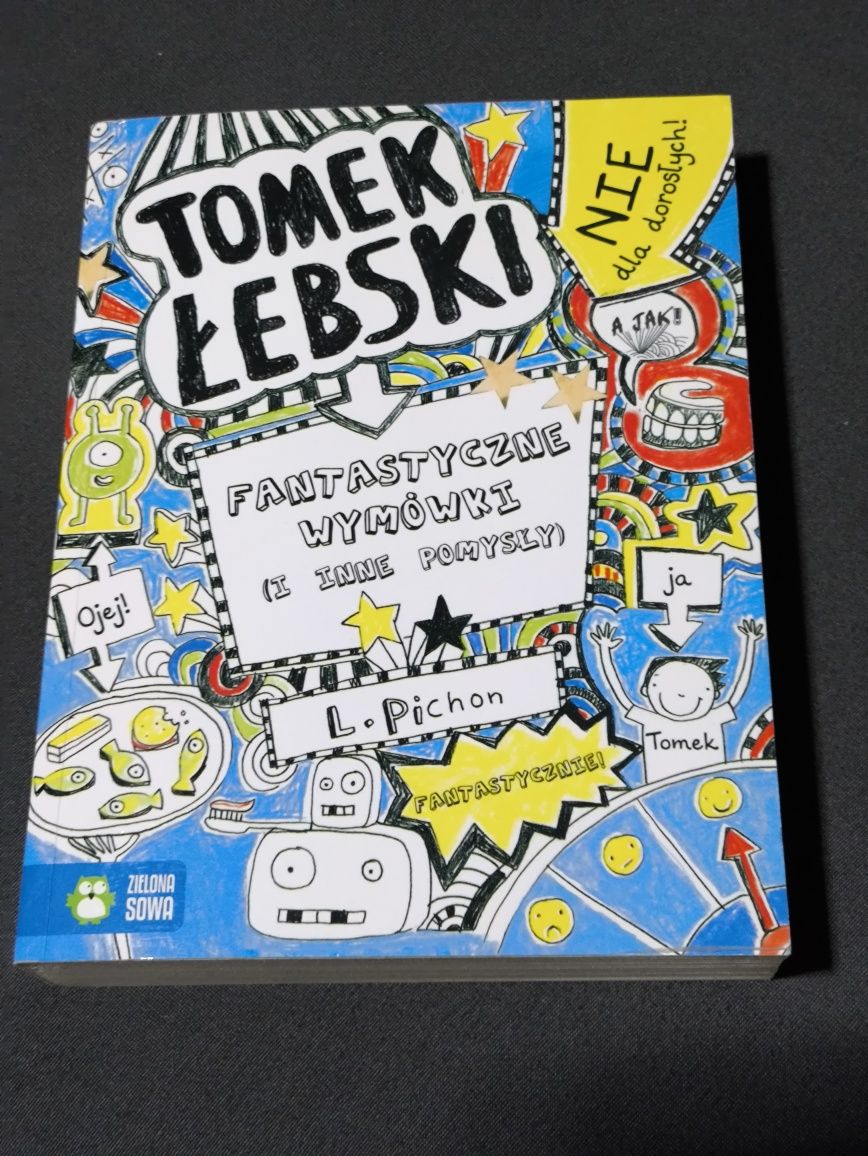 TOMEK
ŁEBSKI
NIE
dla dorosłych!
A JAK!
FANTASTYCZNE
WYMÓWKI
(I INNE POMYSŁY)
Ojej!
ja
L. Pichon
Tomek
FANTASTYCZNIE!
ZIELONA
SOWA